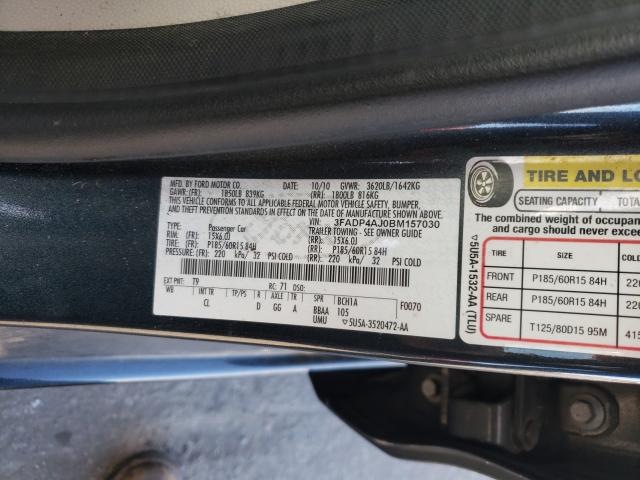 MFD. BY FORD MOTOR CO.
DATE: 10/10 GVWR: 3620LB/1642KG
GAWR:(FR): 1850LB 839KG (RR): 1800LB 816KG
THIS VEHICLE CONFORMS TO ALL APPLICABLE FEDERAL MOTOR VEHICLE SAFETY, BUMPER,
AND THEFT PREVENTION STANDARDS IN EFFECT ON THE DATE OF MANUFACTURE SHOWN ABOVE.
VIN: 3FADP4AJ0BM157030
TYPE: Passenger Car TRAILER TOWING - SEE OWNER GUIDE
RIM: 15X6.0J (RR): 15X6.0J
TIRE:(FR): P185/60R15 84H (RR): P185/60R15 84H
PRESSURE:(FR) 220 kPa/ 32 PSI COLD (RR): 220 kPa/ 32 PSI COLD
EXT PNT: T9 RC: 71 DSO:
WB INT TR TP/PS R AXLE TR SPR BCH1A F0070
CL D GG A BBAA 105
UMU ▽5U5A-3520472-AA
TIRE AND LO
SEATING CAPACITY TOTA
The combined weight of occupan
and cargo should never exceed
▽5U5A-1532-AA (TLU)
TIRE SIZE
FRONT P185/60R15 84H 220
REAR P185/60R15 84H 220
SPARE T125/80D15 95M 415